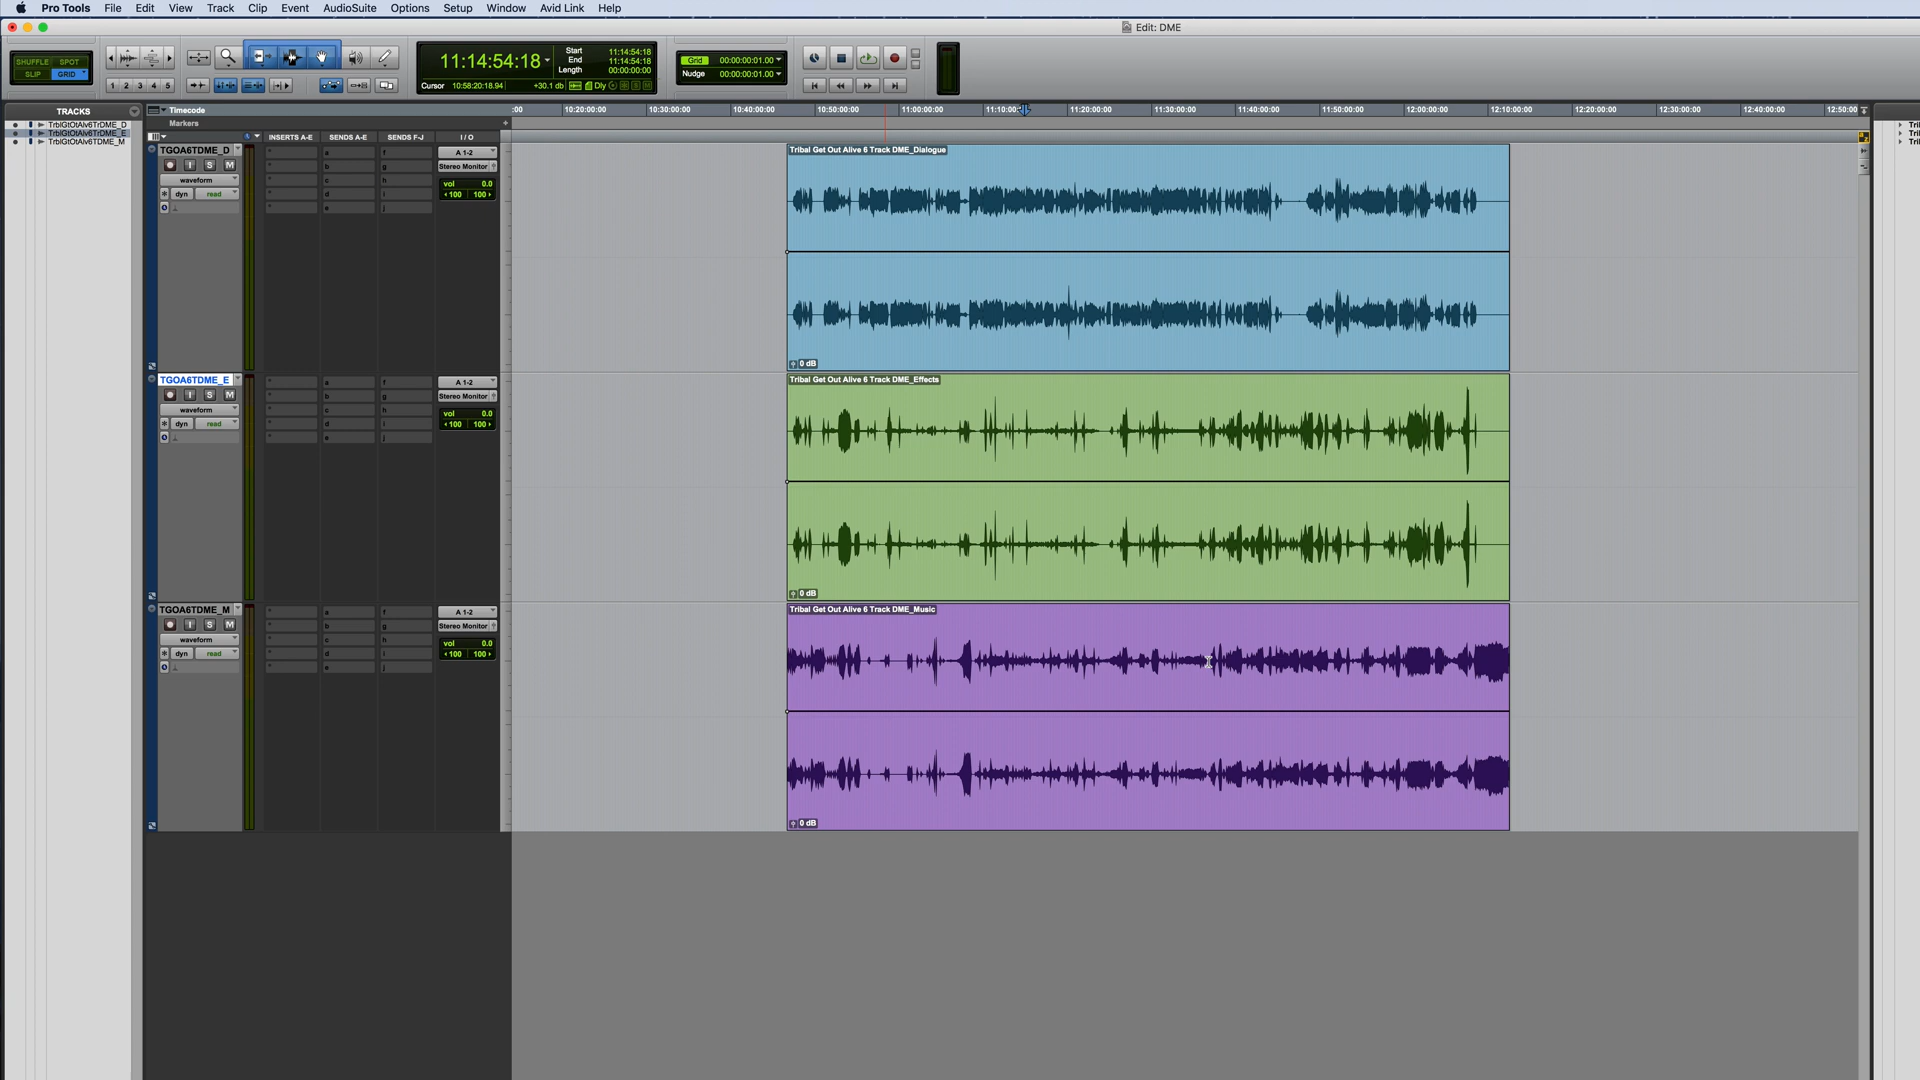 Pro Tools File Edit View Track Clip Event AudioSuite Options Setup Window Avid Link Help
Edit: DME
SHUFFLE SPOT
SLIP GRID
1 2 3 4 5
11:14:54:18
Start 11:14:54:18
End 11:14:54:18
Length 00:00:00:00
Cursor 10:58:20:18.94 +30.1 db Dly
Grid 00:00:00:01.00
Nudge 00:00:00:01.00
TRACKS
TrblGtOtAlv6TrDME_D
TrblGtOtAlv6TrDME_E
TrblGtOtAlv6TDME_M
Timecode
:00 10:20:00:00 10:30:00:00 10:40:00:00 10:50:00:00 11:00:00:00 11:10:00: 11:20:00:00 11:30:00:00 11:40:00:00 11:50:00:00 12:00:00:00 12:10:00:00 12:20:00:00 12:30:00:00 12:40:00:00 12:50:00
Markers +
INSERTS A-E SENDS A-E SENDS F-J I / O
TGOA6TDME_D
I S M
waveform
dyn read
a f A 1-2
b g Stereo Monitor
c h vol 0.0
d i 100 100
e j
Tribal Get Out Alive 6 Track DME_Dialogue
0 dB
TGOA6TDME_E
I S M
waveform
dyn read
a f A 1-2
b g Stereo Monitor
c h vol 0.0
d i 100 100
e j
Tribal Get Out Alive 6 Track DME_Effects
0 dB
TGOA6TDME_M
I S M
waveform
dyn read
a f A 1-2
b g Stereo Monitor
c h vol 0.0
d i 100 100
e j
Tribal Get Out Alive 6 Track DME_Music
0 dB